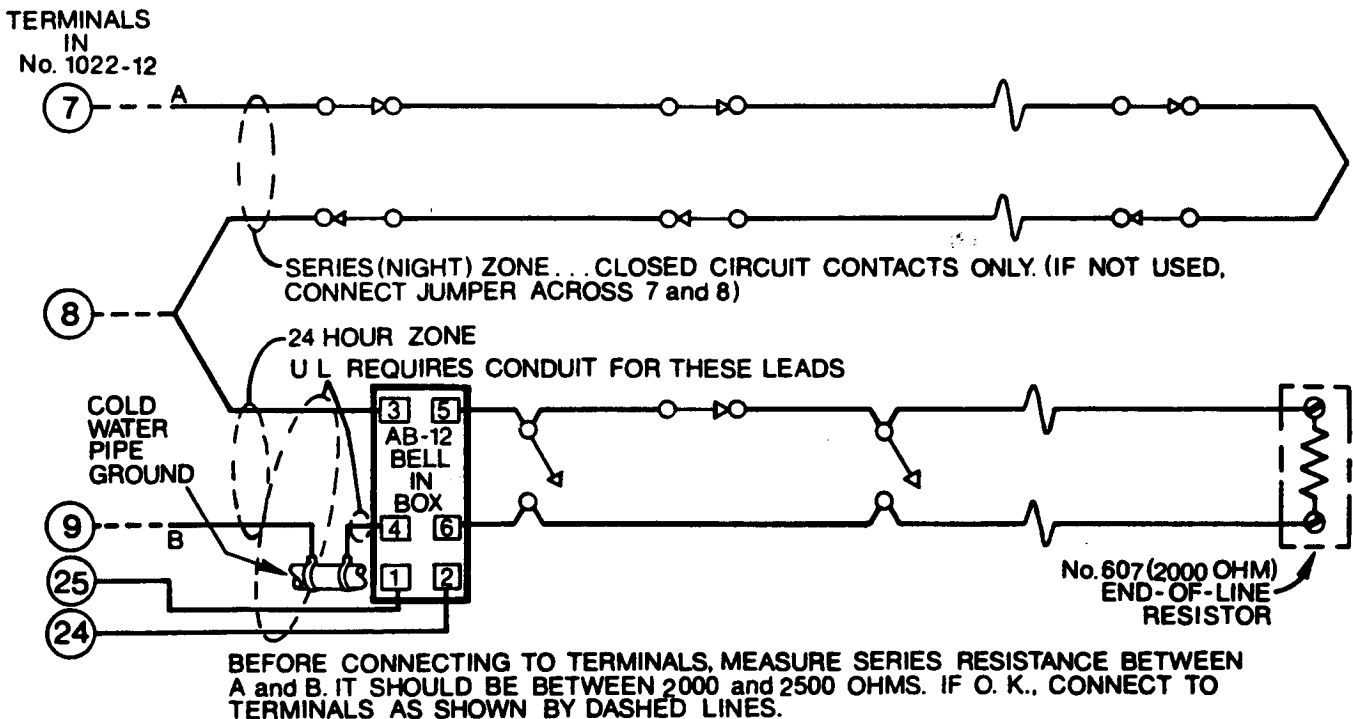 TERMINALS
IN
No. 1022-12
7
A
SERIES (NIGHT) ZONE... CLOSED CIRCUIT CONTACTS ONLY. (IF NOT USED,
CONNECT JUMPER ACROSS 7 and 8)
8
24 HOUR ZONE
U L REQUIRES CONDUIT FOR THESE LEADS
COLD
WATER
PIPE
GROUND
3 5
AB-12
BELL
IN
BOX
4 6
1 2
9
B
25
24
No. 607 (2000 OHM)
END-OF-LINE
RESISTOR
BEFORE CONNECTING TO TERMINALS, MEASURE SERIES RESISTANCE BETWEEN
A and B. IT SHOULD BE BETWEEN 2000 and 2500 OHMS. IF O. K., CONNECT TO
TERMINALS AS SHOWN BY DASHED LINES.